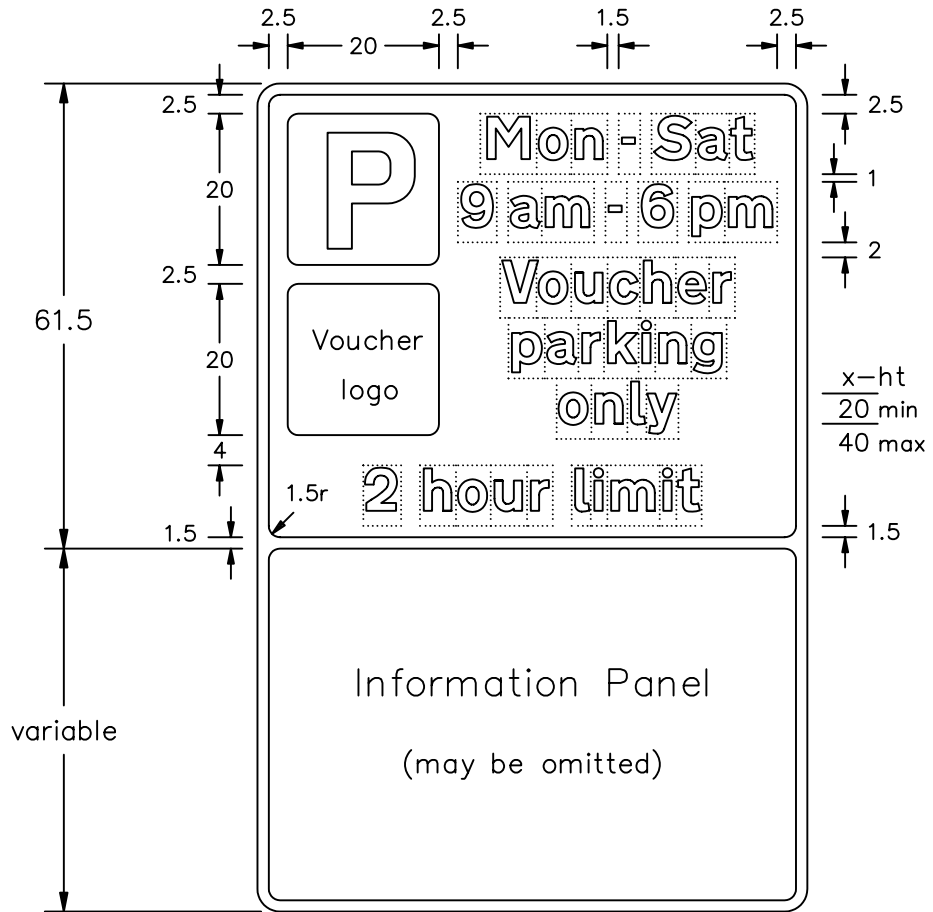 2.5 2.5 1.5 2.5
20
2.5 2.5
P Mon - Sat
1
20 9 am - 6 pm
2
2.5 Voucher
61.5
20 Voucher parking
logo
x-ht
20 min
only
40 max
4
1.5r 2 hour limit
1.5 1.5
Information Panel
variable
(may be omitted)